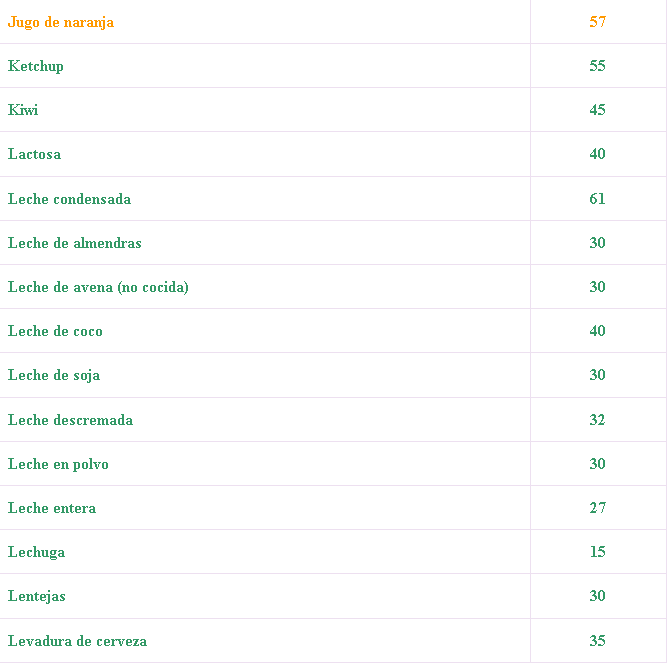 Jugo de naranja 57
Ketchup 55
Kiwi 45
Lactosa 40
Leche condensada 61
Leche de almendras 30
Leche de avena (no cocida) 30
Leche de coco 40
Leche de soja 30
Leche descremada 32
Leche en polvo 30
Leche entera 27
Lechuga 15
Lentejas 30
Levadura de cerveza 35